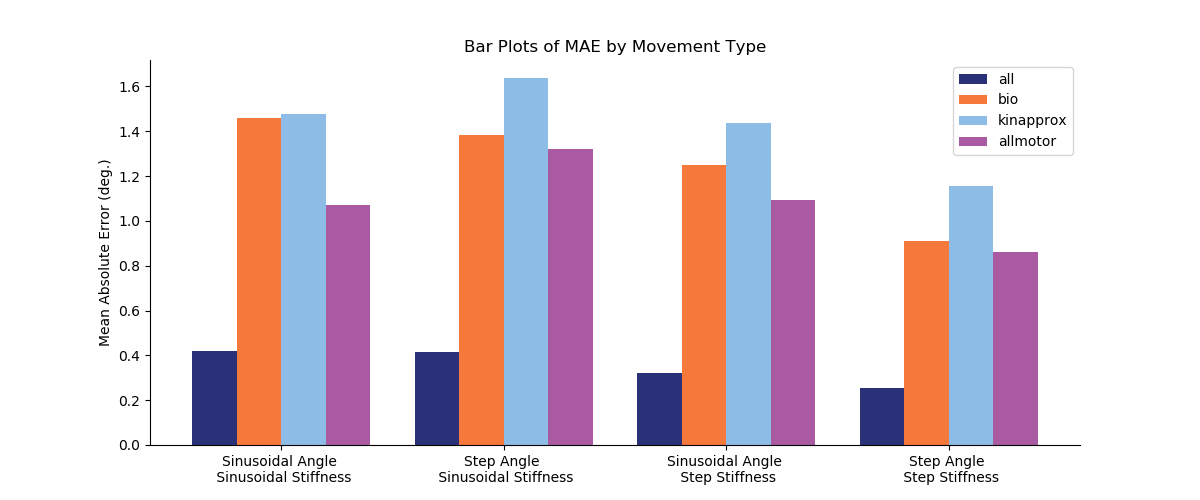 Bar Plots of MAE by Movement Type
Mean Absolute Error (deg.)
1.6
1.4
1.2
1.0
0.8
0.6
0.4
0.2
0.0
all
bio
kinapprox
allmotor
Sinusoidal Angle
Sinusoidal Stiffness
Step Angle
Sinusoidal Stiffness
Sinusoidal Angle
Step Stiffness
Step Angle
Step Stiffness